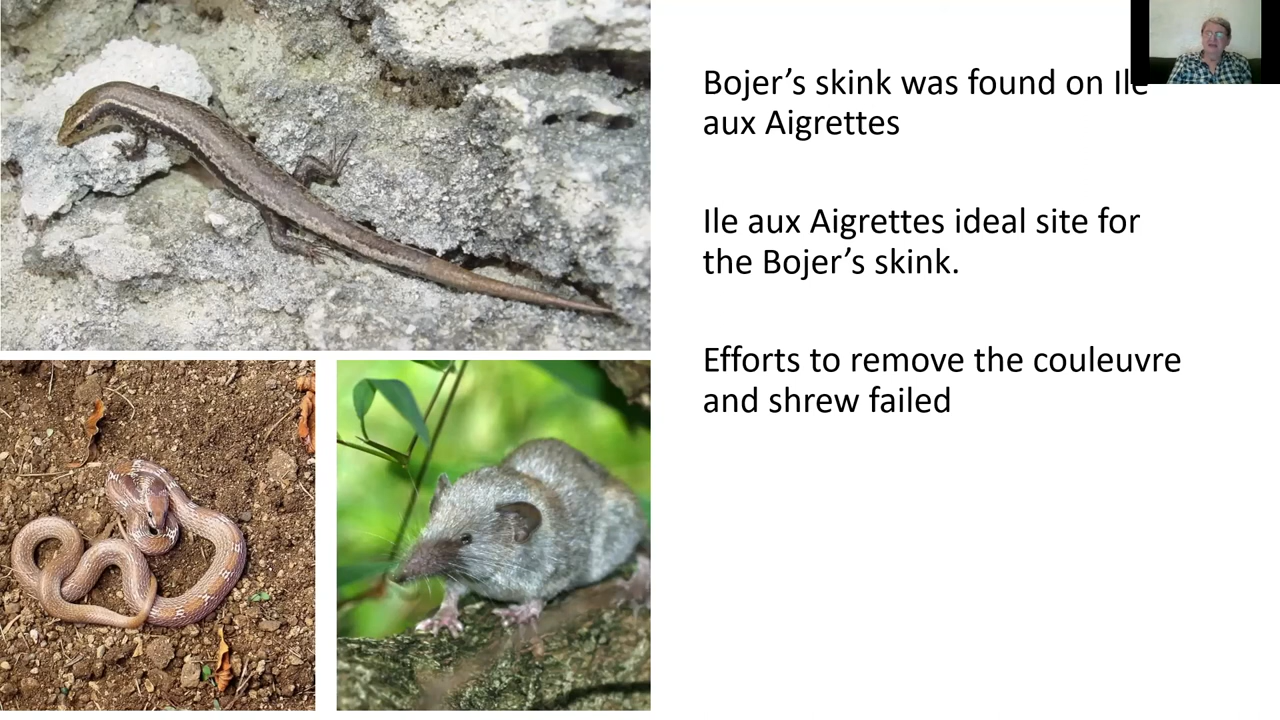 Bojer’s skink was found on Ile
aux Aigrettes
Ile aux Aigrettes ideal site for
the Bojer’s skink.
Efforts to remove the couleuvre
and shrew failed